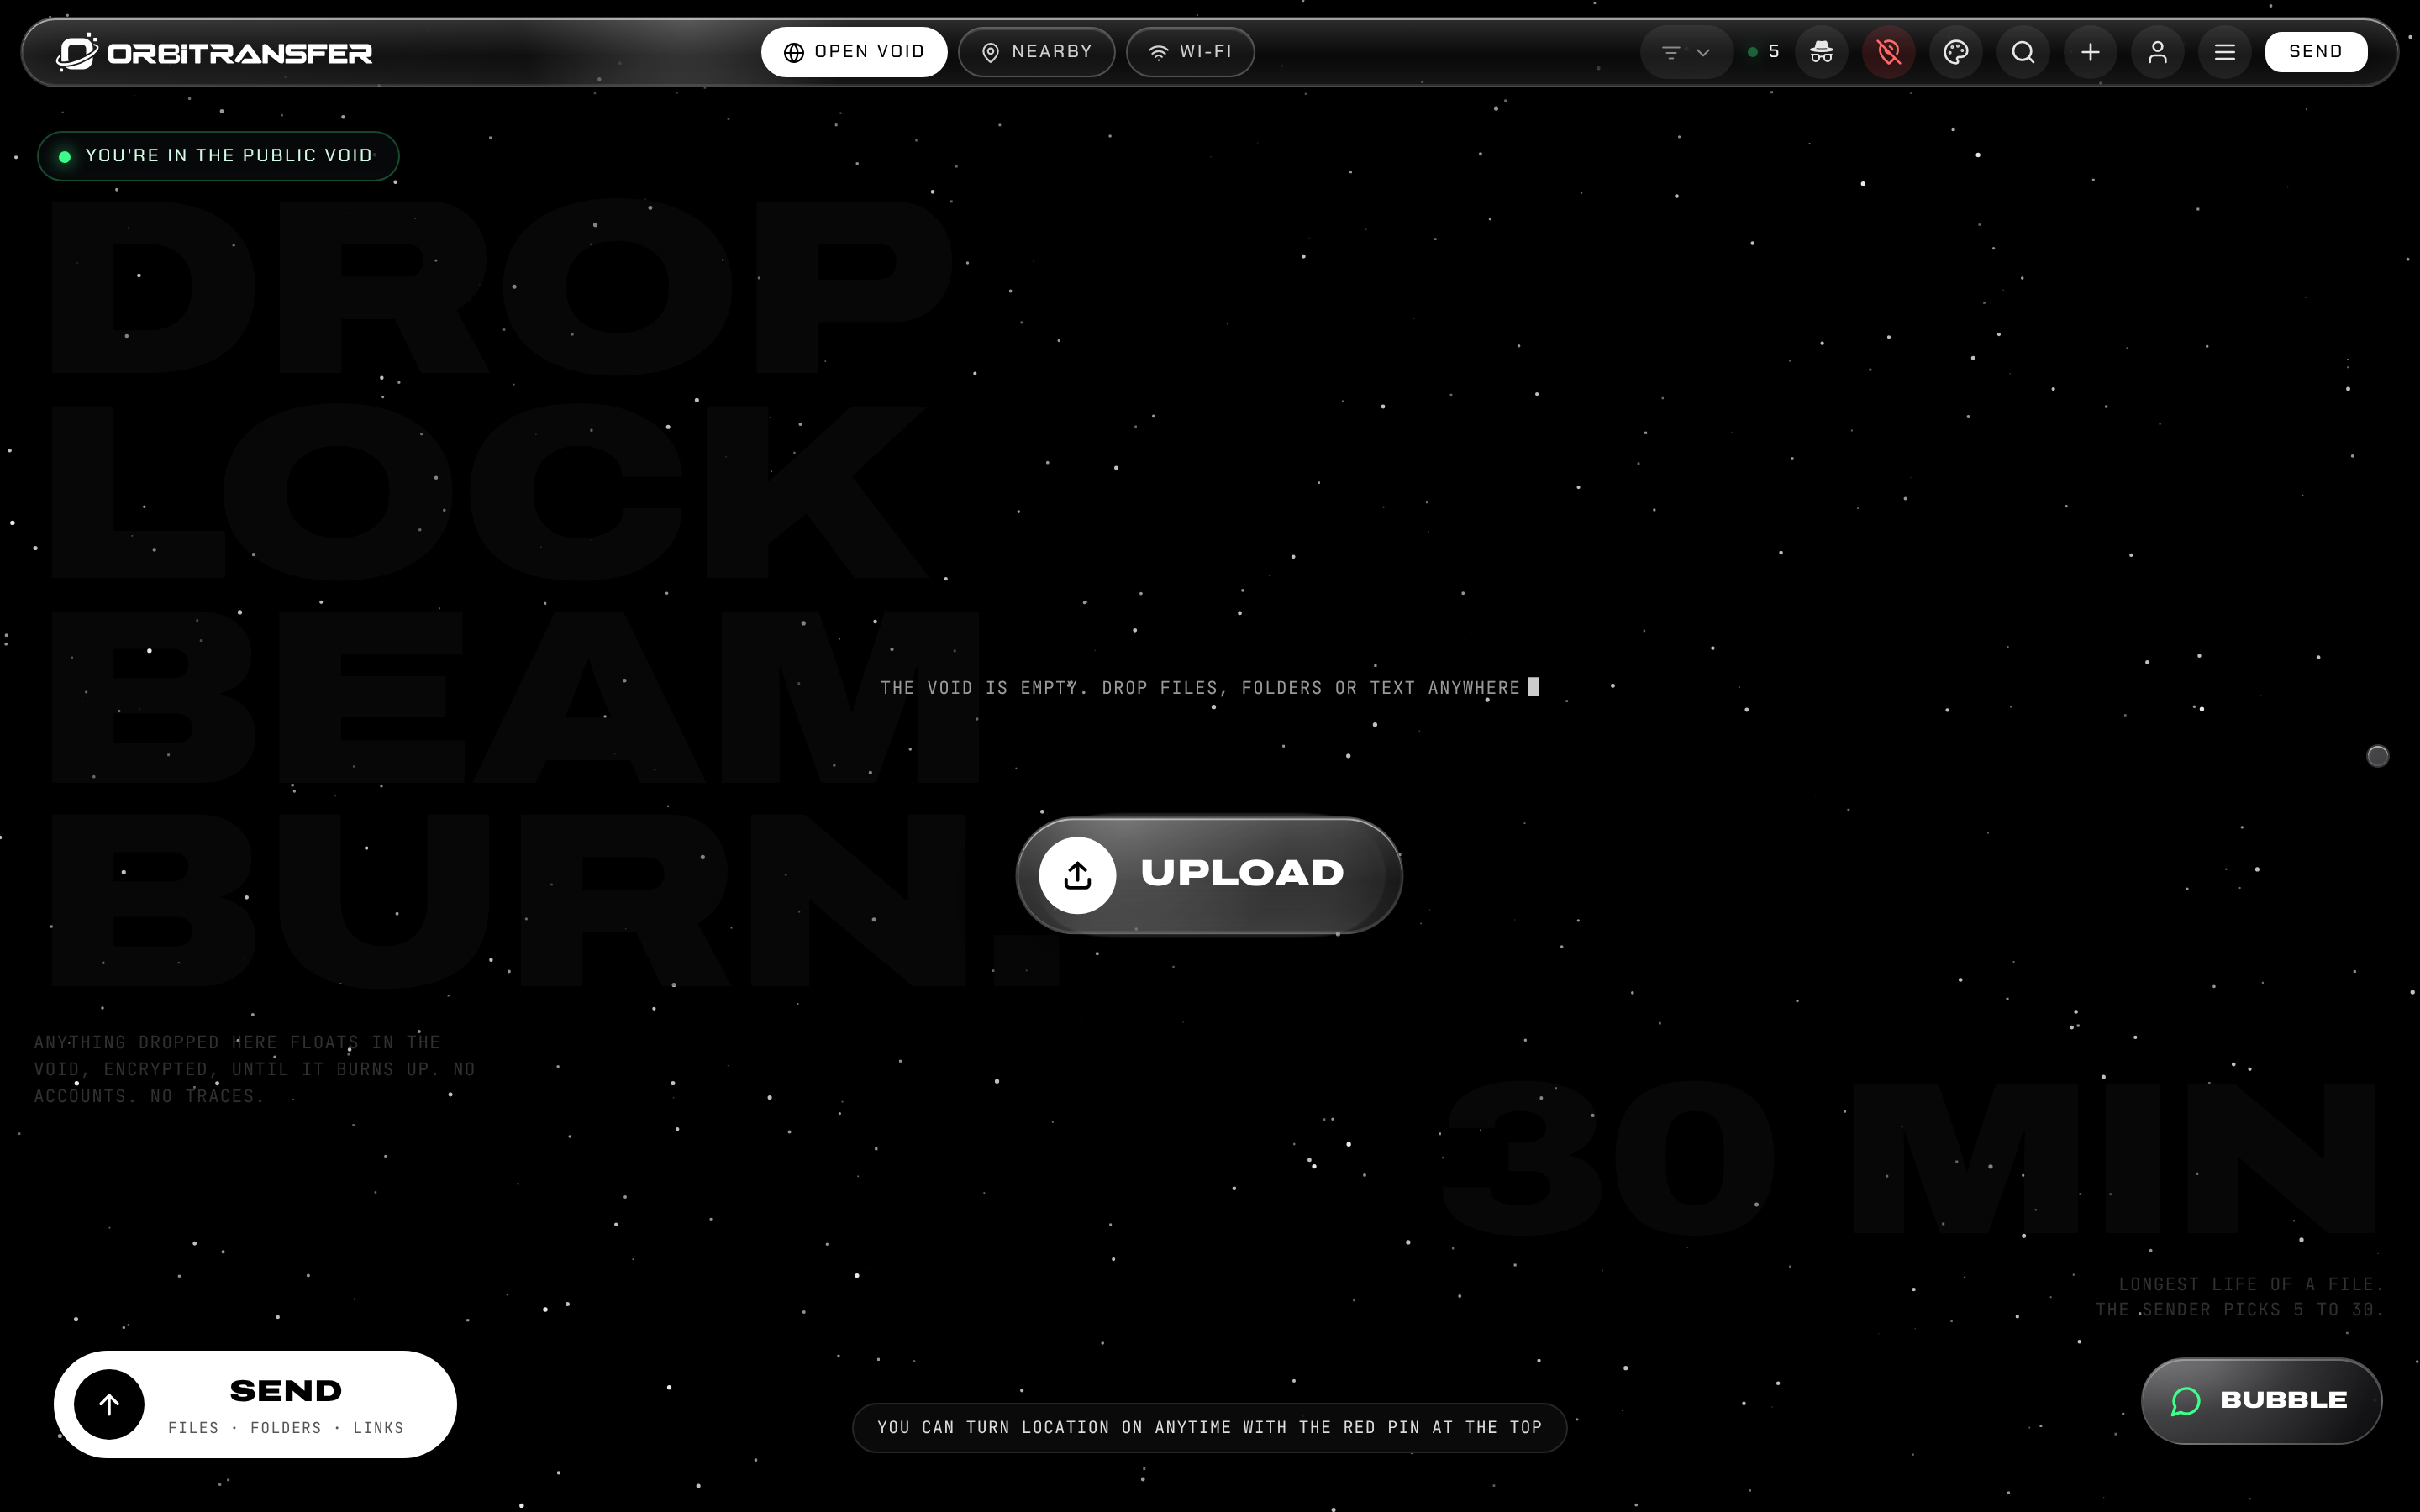 ORBITRANSFER
OPEN VOID
NEARBY
WI-FI
5
SEND
YOU'RE IN THE PUBLIC VOID
DROP
LOCK
BEAM
BURN.
THE VOID IS EMPTY. DROP FILES, FOLDERS OR TEXT ANYWHERE
UPLOAD
ANYTHING DROPPED HERE FLOATS IN THE
VOID, ENCRYPTED, UNTIL IT BURNS UP. NO
ACCOUNTS. NO TRACES.
30 MIN
LONGEST LIFE OF A FILE.
THE SENDER PICKS 5 TO 30.
SEND
FILES · FOLDERS · LINKS
YOU CAN TURN LOCATION ON ANYTIME WITH THE RED PIN AT THE TOP
BUBBLE